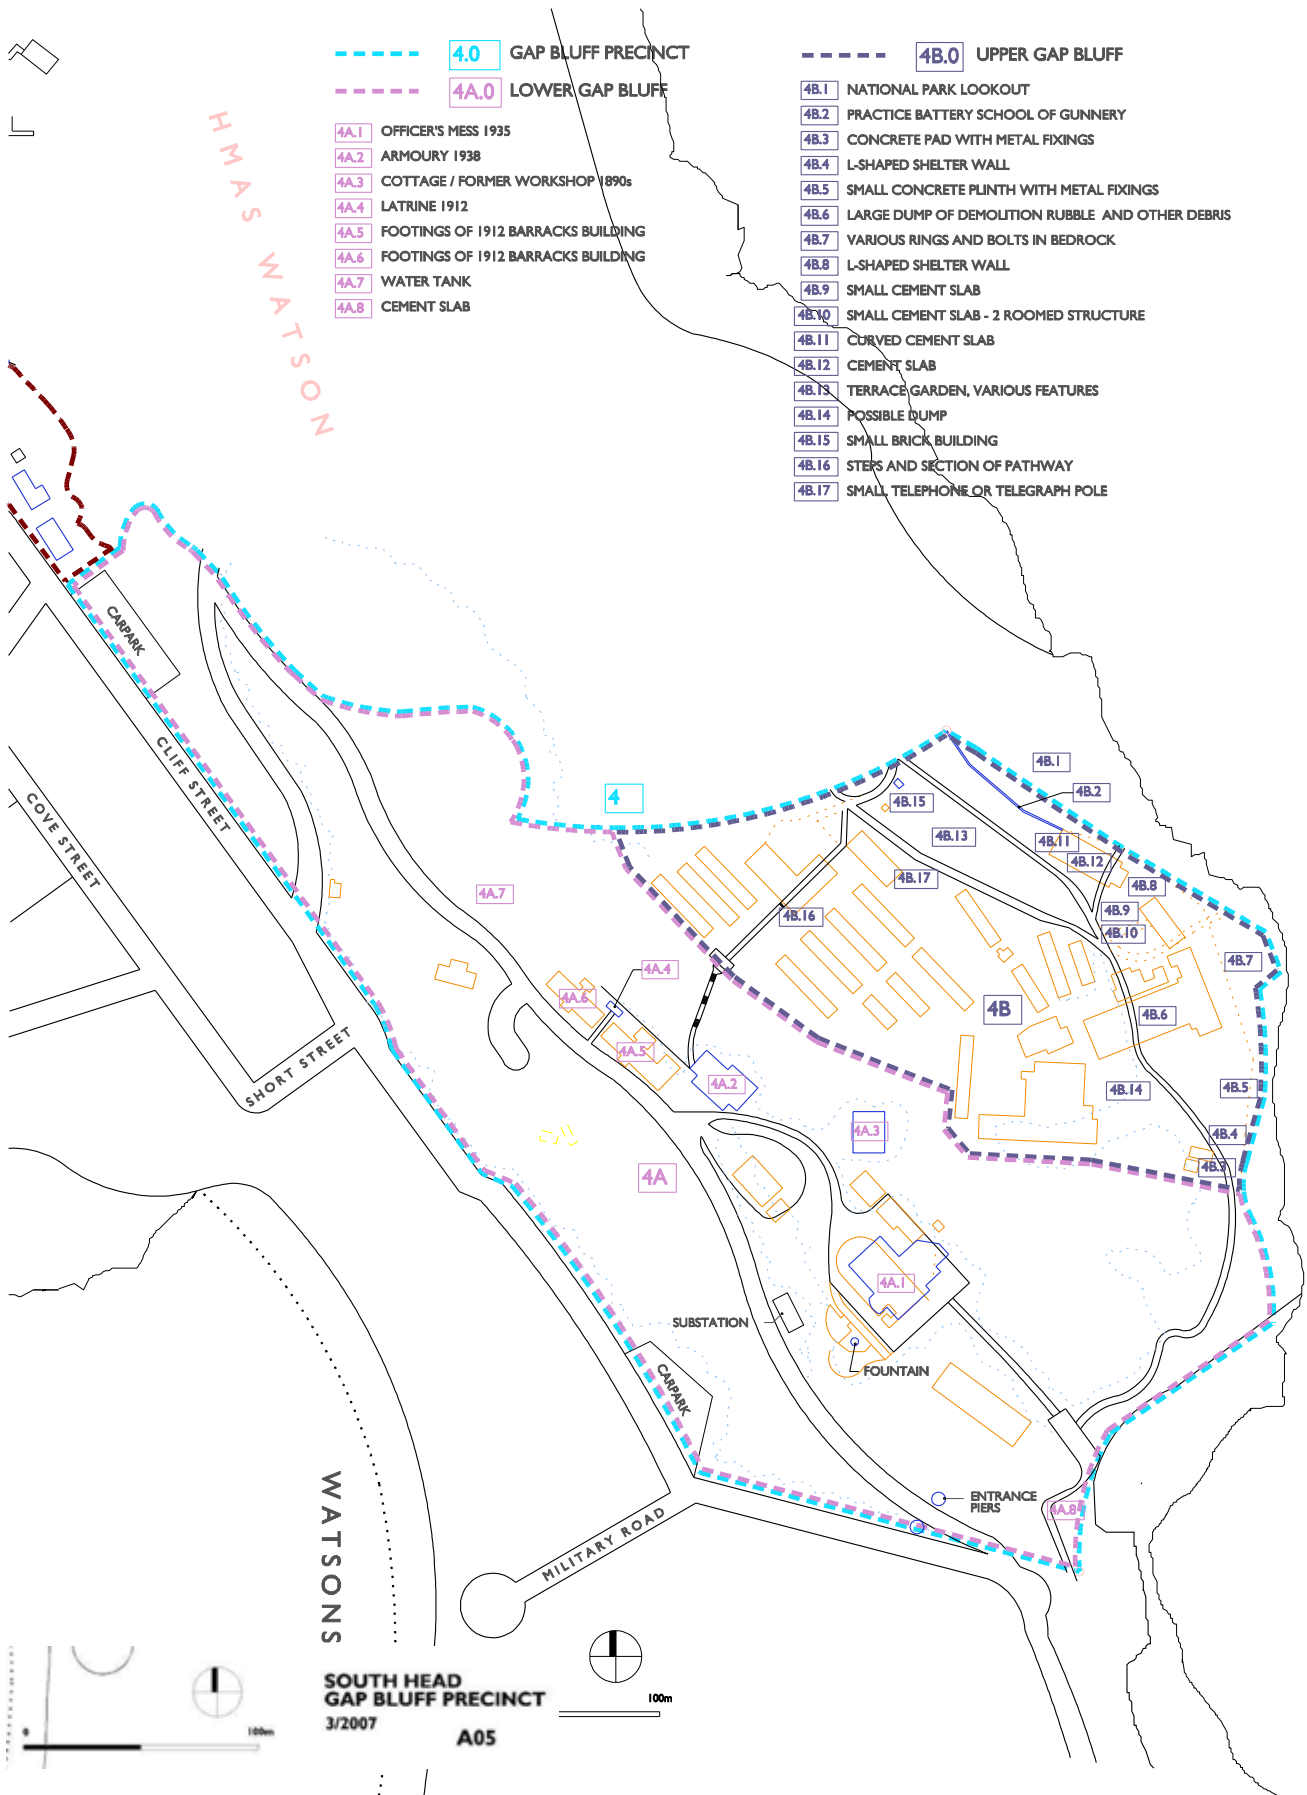 4.0 GAP BLUFF PRECINCT
4A.0 LOWER GAP BLUFF
4A.1 OFFICER'S MESS 1935
4A.2 ARMOURY 1938
4A.3 COTTAGE / FORMER WORKSHOP 1890s
4A.4 LATRINE 1912
4A.5 FOOTINGS OF 1912 BARRACKS BUILDING
4A.6 FOOTINGS OF 1912 BARRACKS BUILDING
4A.7 WATER TANK
4A.8 CEMENT SLAB
4B.0 UPPER GAP BLUFF
4B.1 NATIONAL PARK LOOKOUT
4B.2 PRACTICE BATTERY SCHOOL OF GUNNERY
4B.3 CONCRETE PAD WITH METAL FIXINGS
4B.4 L-SHAPED SHELTER WALL
4B.5 SMALL CONCRETE PLINTH WITH METAL FIXINGS
4B.6 LARGE DUMP OF DEMOLITION RUBBLE AND OTHER DEBRIS
4B.7 VARIOUS RINGS AND BOLTS IN BEDROCK
4B.8 L-SHAPED SHELTER WALL
4B.9 SMALL CEMENT SLAB
4B.10 SMALL CEMENT SLAB - 2 ROOMED STRUCTURE
4B.11 CURVED CEMENT SLAB
4B.12 CEMENT SLAB
4B.13 TERRACE GARDEN, VARIOUS FEATURES
4B.14 POSSIBLE DUMP
4B.15 SMALL BRICK BUILDING
4B.16 STEPS AND SECTION OF PATHWAY
4B.17 SMALL TELEPHONE OR TELEGRAPH POLE
HMAS WATSON
CARPARK
CLIFF STREET
COVE STREET
SHORT STREET
4
4B.1
4B.2
4B.15
4B.13
4B.11
4B.12
4B.17
4B.8
4A.7
4B.16
4B.9
4B.10
4B.7
4A.4
4A.6
4B
4B.6
4A.5
4A.2
4B.14
4B.5
4A.3
4B.4
4B.3
4A
4A.1
SUBSTATION
FOUNTAIN
CARPARK
ENTRANCE
PIERS
4A.8
MILITARY ROAD
WATSONS
SOUTH HEAD
GAP BLUFF PRECINCT
3/2007
A05
100m
0 100m